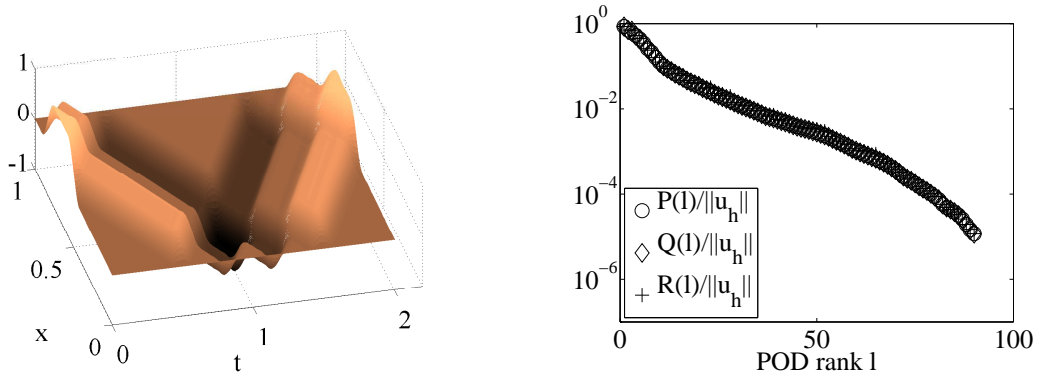 1
0
-1
1
0.5
0
x
0
1
2
t
10^0
10^-2
10^-4
10^-6
P(l)/||u_h||
Q(l)/||u_h||
R(l)/||u_h||
0
50
100
POD rank l